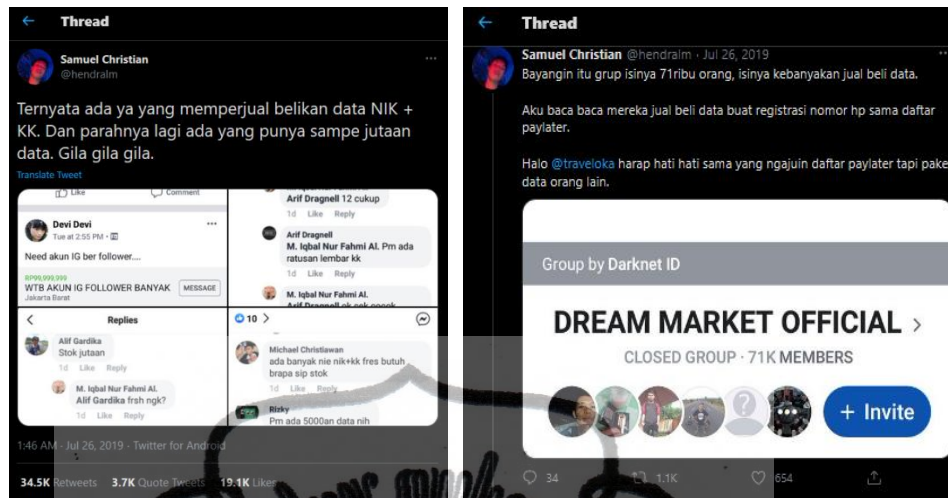 Thread
Samuel Christian
@hendralm
Ternyata ada ya yang memperjual belikan data NIK +
KK. Dan parahnya lagi ada yang punya sampe jutaan
data. Gila gila gila.
Translate Tweet
Like Comment
Devi Devi
Tue at 2:55 PM
Need akun IG ber follower....
RP99,999,999
WTB AKUN IG FOLLOWER BANYAK
MESSAGE
Jakarta Barat
Arif Dragnell 12 cukup
1d Like Reply
Arif Dragnell
M. Iqbal Nur Fahmi Al. Pm ada
ratusan lembar kk
1d Like Reply
M. Iqbal Nur Fahmi Al.
Replies
Alif Gardika
Stok jutaan
1d Like Reply
M. Iqbal Nur Fahmi Al.
Alif Gardika frsh ngk?
1d Like Reply
10
Michael Christiawan
ada banyak nie nik+kk fres butuh
brapa sip stok
1d Like Reply
Rizky
Pm ada 5000an data nih
1:46 AM · Jul 26, 2019 · Twitter for Android
34.5K Retweets 3.7K Quote Tweets 19.1K Likes
Thread
Samuel Christian @hendralm · Jul 26, 2019
Bayangin itu grup isinya 71ribu orang, isinya kebanyakan jual beli data.
Aku baca baca mereka jual beli data buat registrasi nomor hp sama daftar
paylater.
Halo @traveloka harap hati hati sama yang ngajuin daftar paylater tapi pake
data orang lain.
Group by Darknet ID
DREAM MARKET OFFICIAL >
CLOSED GROUP · 71K MEMBERS
+ Invite
34 1.1K 654